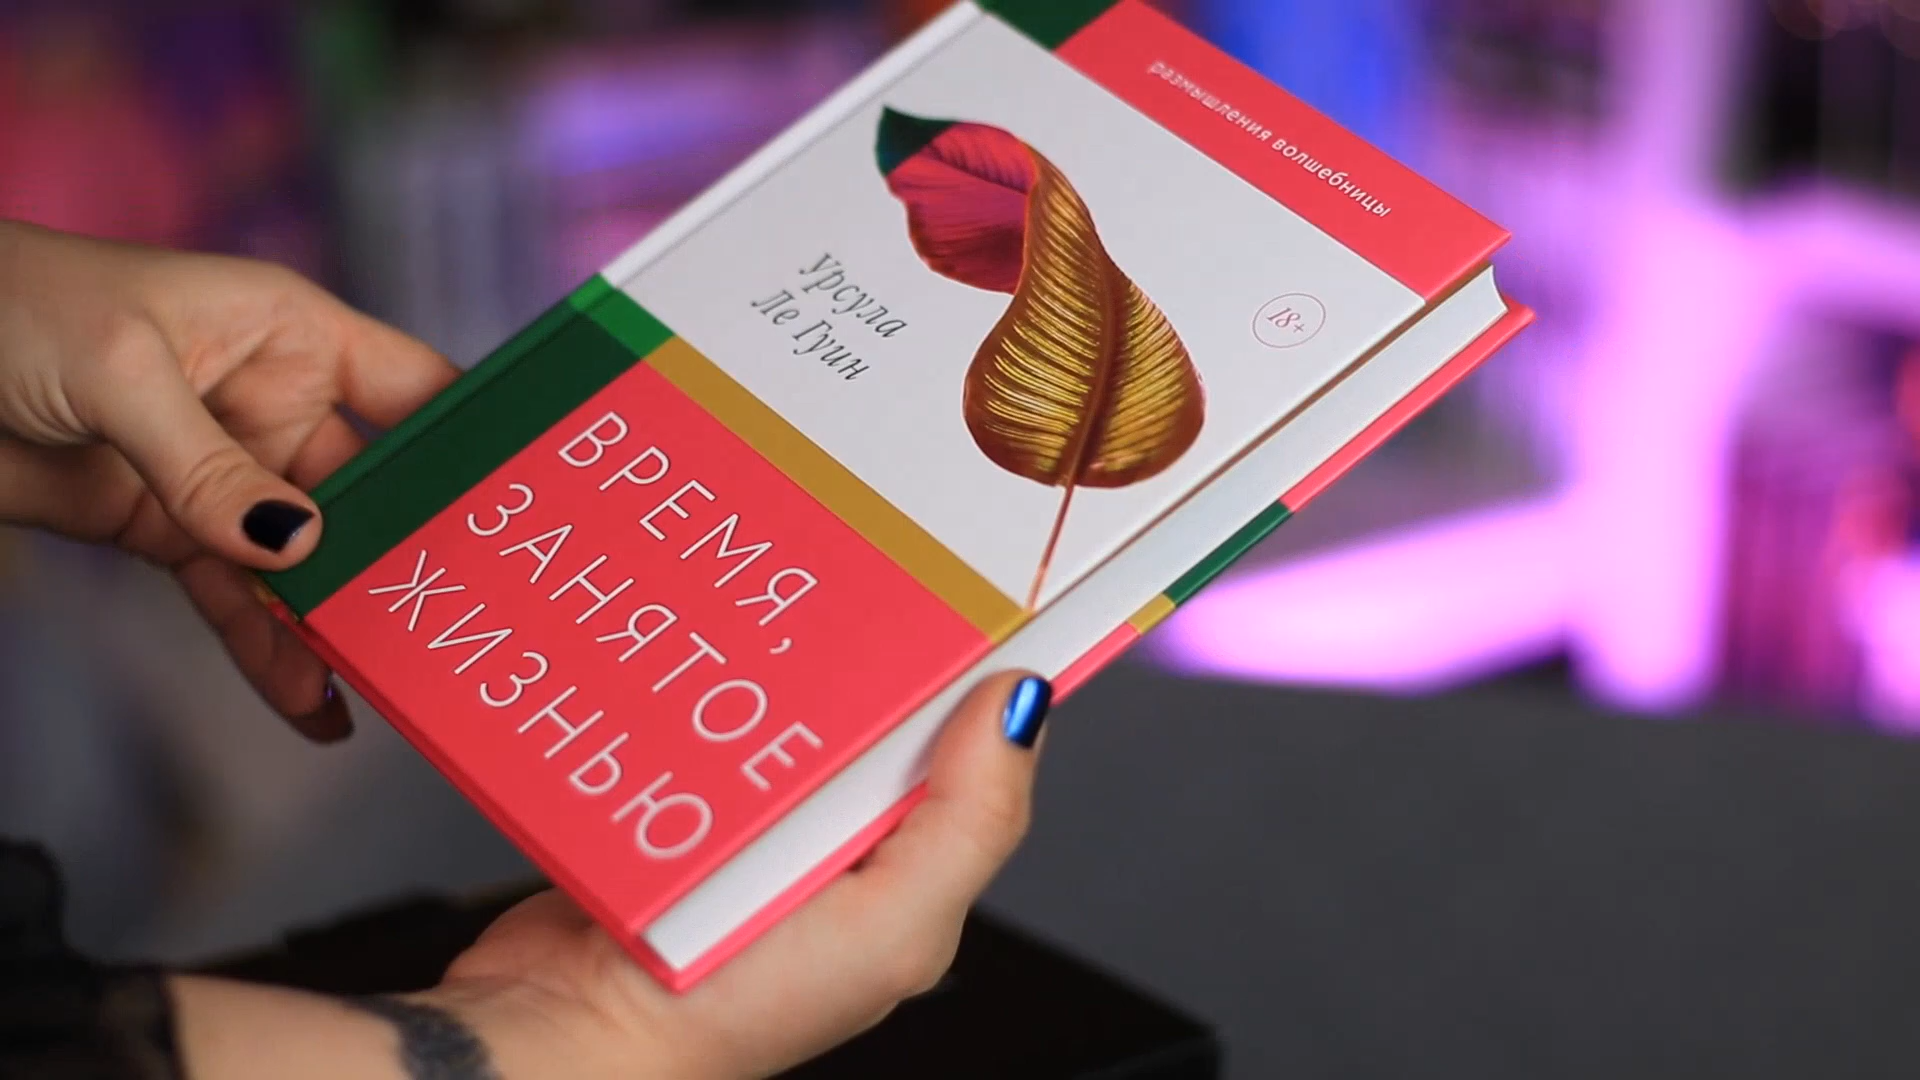 размышления волшебницы
18+
Урсула
Ле Гуин
ВРЕМЯ,
ЗАНЯТОЕ
ЖИЗНЬЮ